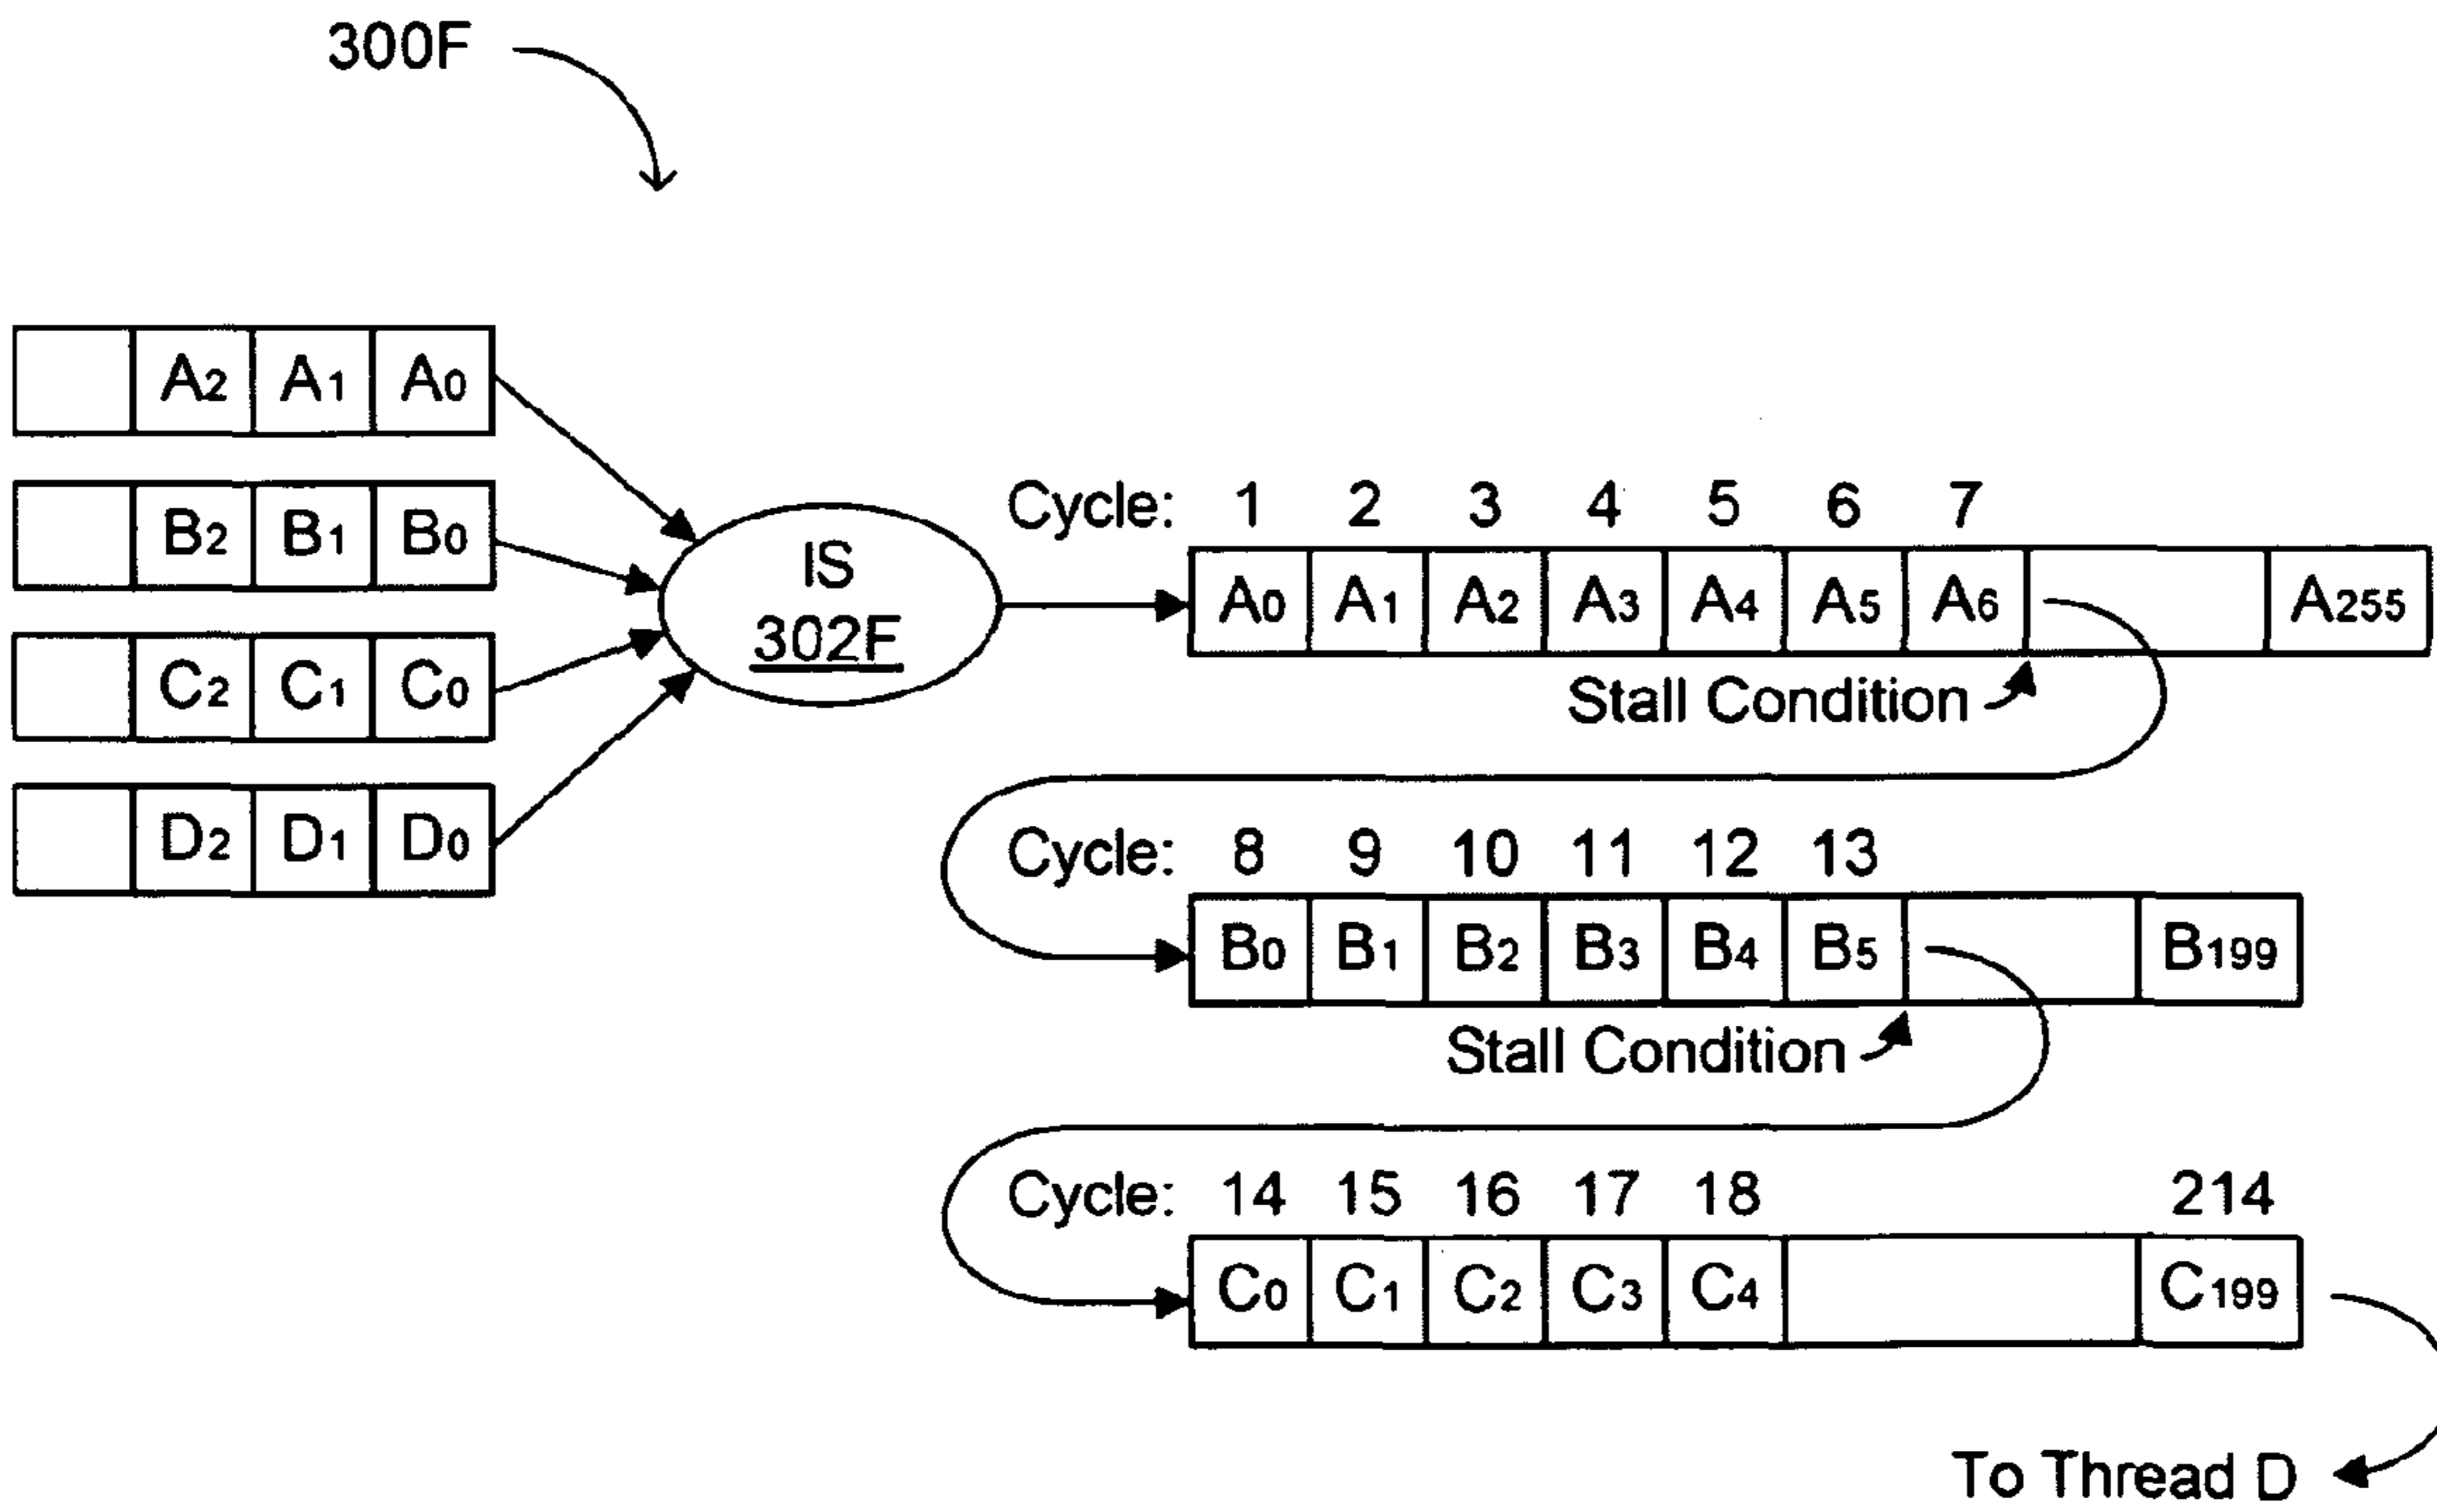 300F
A2 A1 A0
B2 B1 B0
C2 C1 C0
D2 D1 D0
IS
302F
Cycle: 1 2 3 4 5 6 7
A0 A1 A2 A3 A4 A5 A6 A255
Stall Condition
Cycle: 8 9 10 11 12 13
B0 B1 B2 B3 B4 B5 B199
Stall Condition
Cycle: 14 15 16 17 18 214
C0 C1 C2 C3 C4 C199
To Thread D